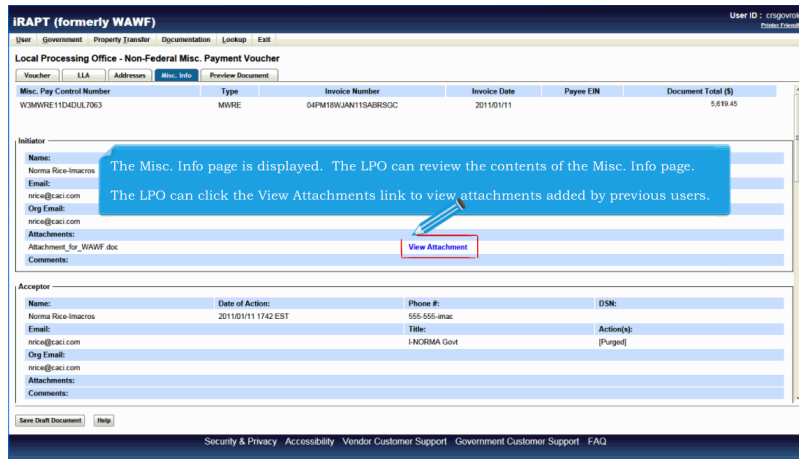 iRAPT (formerly WAWF)
User ID : crsgovrol
Printer Friend
User Government Property Transfer Documentation Lookup Exit
Local Processing Office - Non-Federal Misc. Payment Voucher
Voucher LLA Addresses Misc. Info Preview Document
Misc. Pay Control Number Type Invoice Number Invoice Date Payee EIN Document Total ($)
W3MWRE11D4DUL7063 MWRE 04PM18WJAN11SABRSGC 2011/01/11 5,619.45
Initiator
Name:
Norma Rice-Imacros
Email:
nrice@caci.com
Org Email:
nrice@caci.com
Attachments:
Attachment_for_WAWF.doc View Attachment
Comments:
The Misc. Info page is displayed. The LPO can review the contents of the Misc. Info page.
The LPO can click the View Attachments link to view attachments added by previous users.
Acceptor
Name: Date of Action: Phone #: DSN:
Norma Rice-Imacros 2011/01/11 1742 EST 555-555-imac
Email: Title: Action(s):
nrice@caci.com I-NORMA Govt [Purged]
Org Email:
nrice@caci.com
Attachments:
Comments:
Save Draft Document Help
Security & Privacy Accessibility Vendor Customer Support Government Customer Support FAQ